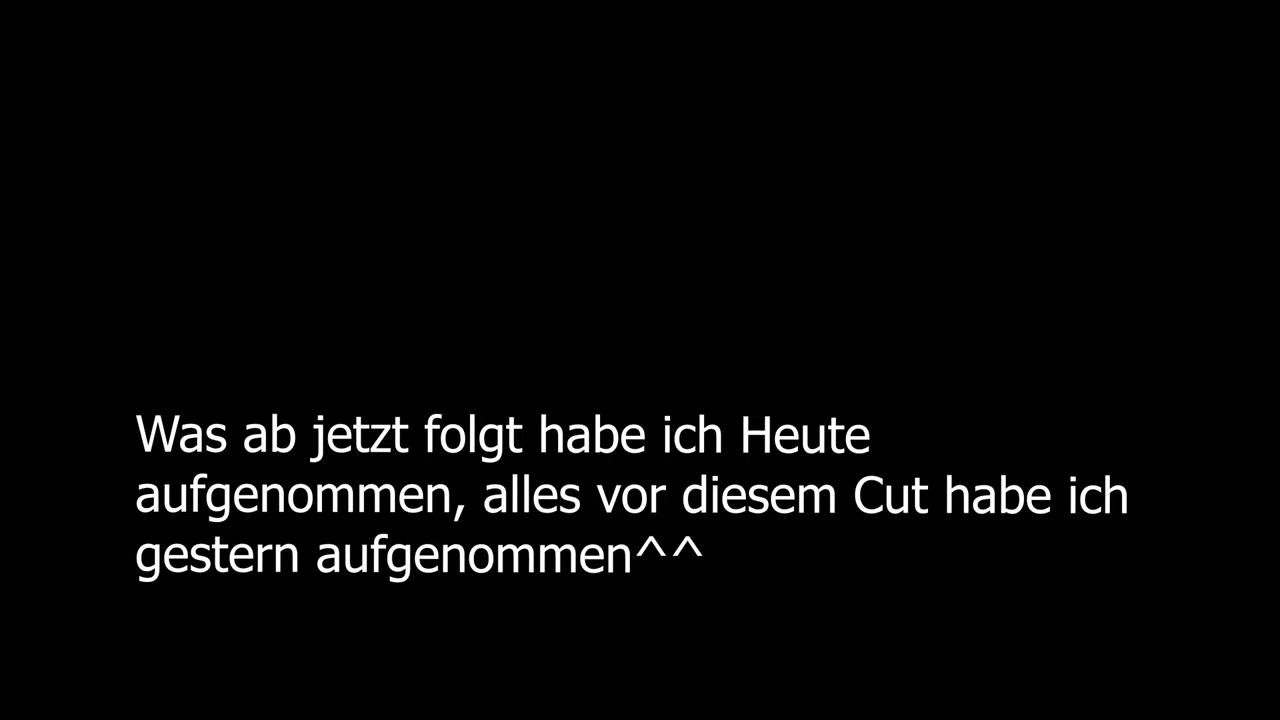 Was ab jetzt folgt habe ich Heute
aufgenommen, alles vor diesem Cut habe ich
gestern aufgenommen^^